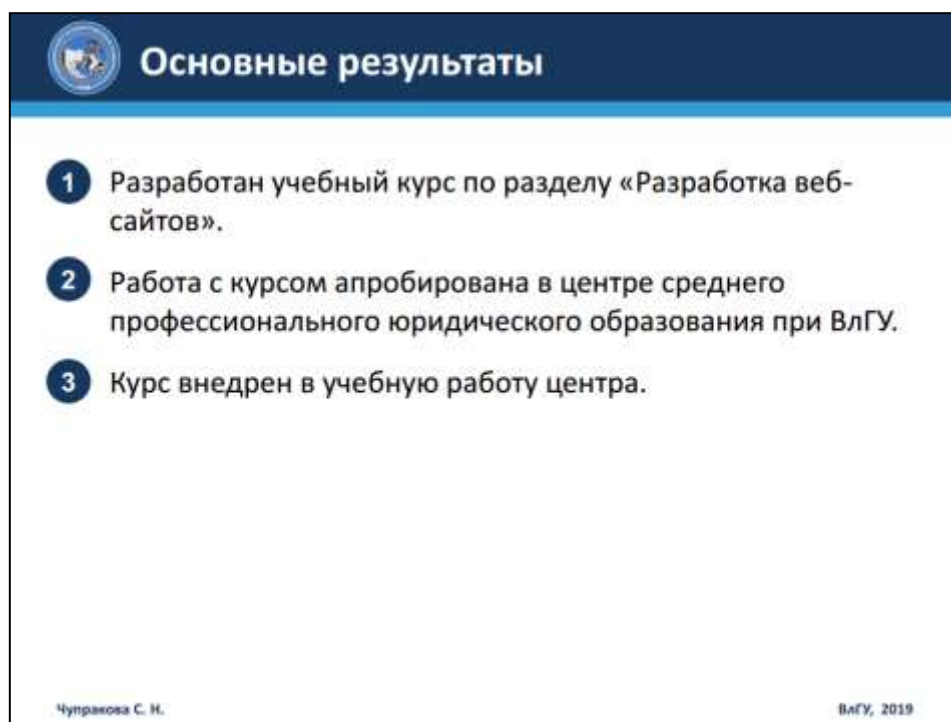 Основные результаты
1 Разработан учебный курс по разделу «Разработка веб-
сайтов».
2 Работа с курсом апробирована в центре среднего
профессионального юридического образования при ВлГУ.
3 Курс внедрен в учебную работу центра.
Чупракова С. Н.
ВлГУ, 2019